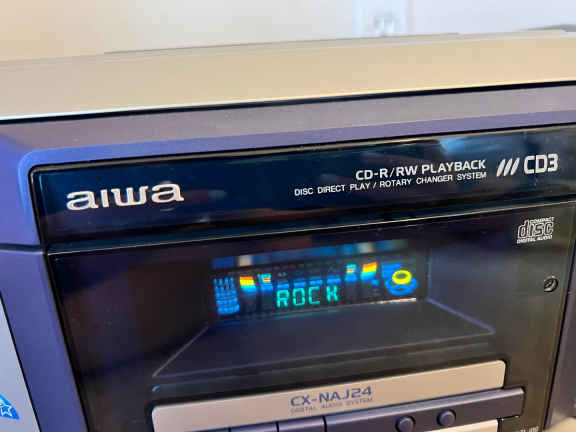 CD-R/RW PLAYBACK
DISC DIRECT PLAY / ROTARY CHANGER SYSTEM
CD3
aiwa
COMPACT
disc
DIGITAL AUDIO
ROCK
CX-NAJ24
DIGITAL AUDIO SYSTEM